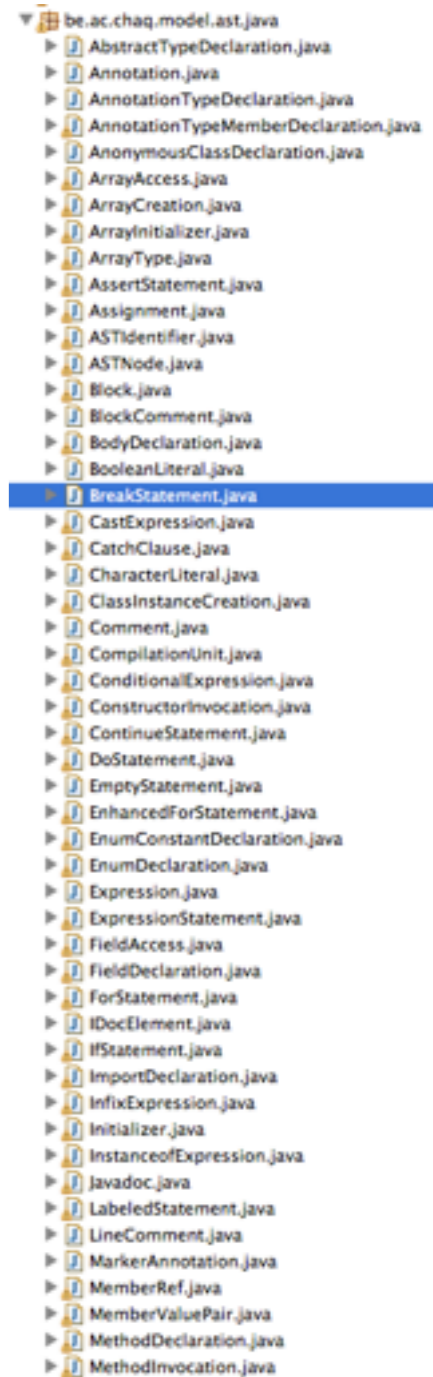 be.ac.chaq.model.ast.java
AbstractTypeDeclaration.java
Annotation.java
AnnotationTypeDeclaration.java
AnnotationTypeMemberDeclaration.java
AnonymousClassDeclaration.java
ArrayAccess.java
ArrayCreation.java
ArrayInitializer.java
ArrayType.java
AssertStatement.java
Assignment.java
ASTIdentifier.java
ASTNode.java
Block.java
BlockComment.java
BodyDeclaration.java
BooleanLiteral.java
BreakStatement.java
CastExpression.java
CatchClause.java
CharacterLiteral.java
ClassInstanceCreation.java
Comment.java
CompilationUnit.java
ConditionalExpression.java
ConstructorInvocation.java
ContinueStatement.java
DoStatement.java
EmptyStatement.java
EnhancedForStatement.java
EnumConstantDeclaration.java
EnumDeclaration.java
Expression.java
ExpressionStatement.java
FieldAccess.java
FieldDeclaration.java
ForStatement.java
IDocElement.java
IfStatement.java
ImportDeclaration.java
InfixExpression.java
Initializer.java
InstanceofExpression.java
Javadoc.java
LabeledStatement.java
LineComment.java
MarkerAnnotation.java
MemberRef.java
MemberValuePair.java
MethodDeclaration.java
MethodInvocation.java